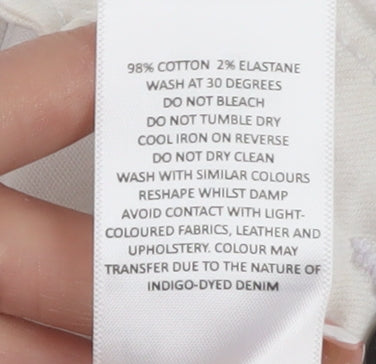 98% COTTON 2% ELASTANE
WASH AT 30 DEGREES
DO NOT BLEACH
DO NOT TUMBLE DRY
COOL IRON ON REVERSE
DO NOT DRY CLEAN
WASH WITH SIMILAR COLOURS
RESHAPE WHILST DAMP
AVOID CONTACT WITH LIGHT-
COLOURED FABRICS, LEATHER AND
UPHOLSTERY. COLOUR MAY
TRANSFER DUE TO THE NATURE OF
INDIGO-DYED DENIM